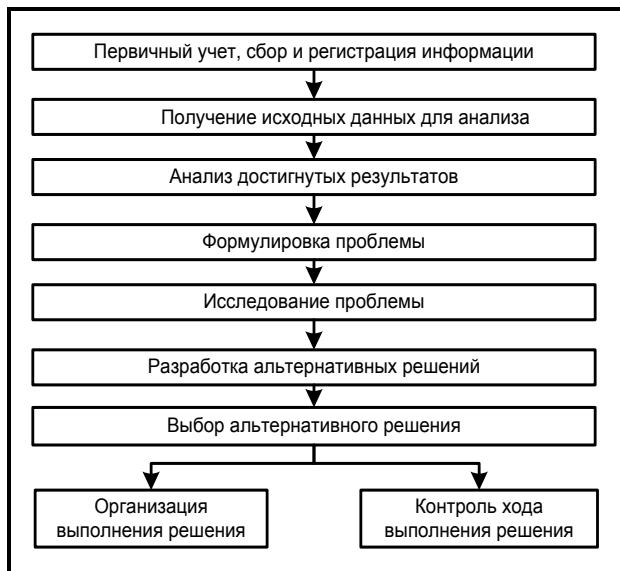 Первичный учет, сбор и регистрация информации
Получение исходных данных для анализа
Анализ достигнутых результатов
Формулировка проблемы
Исследование проблемы
Разработка альтернативных решений
Выбор альтернативного решения
Организация
выполнения решения
Контроль хода
выполнения решения